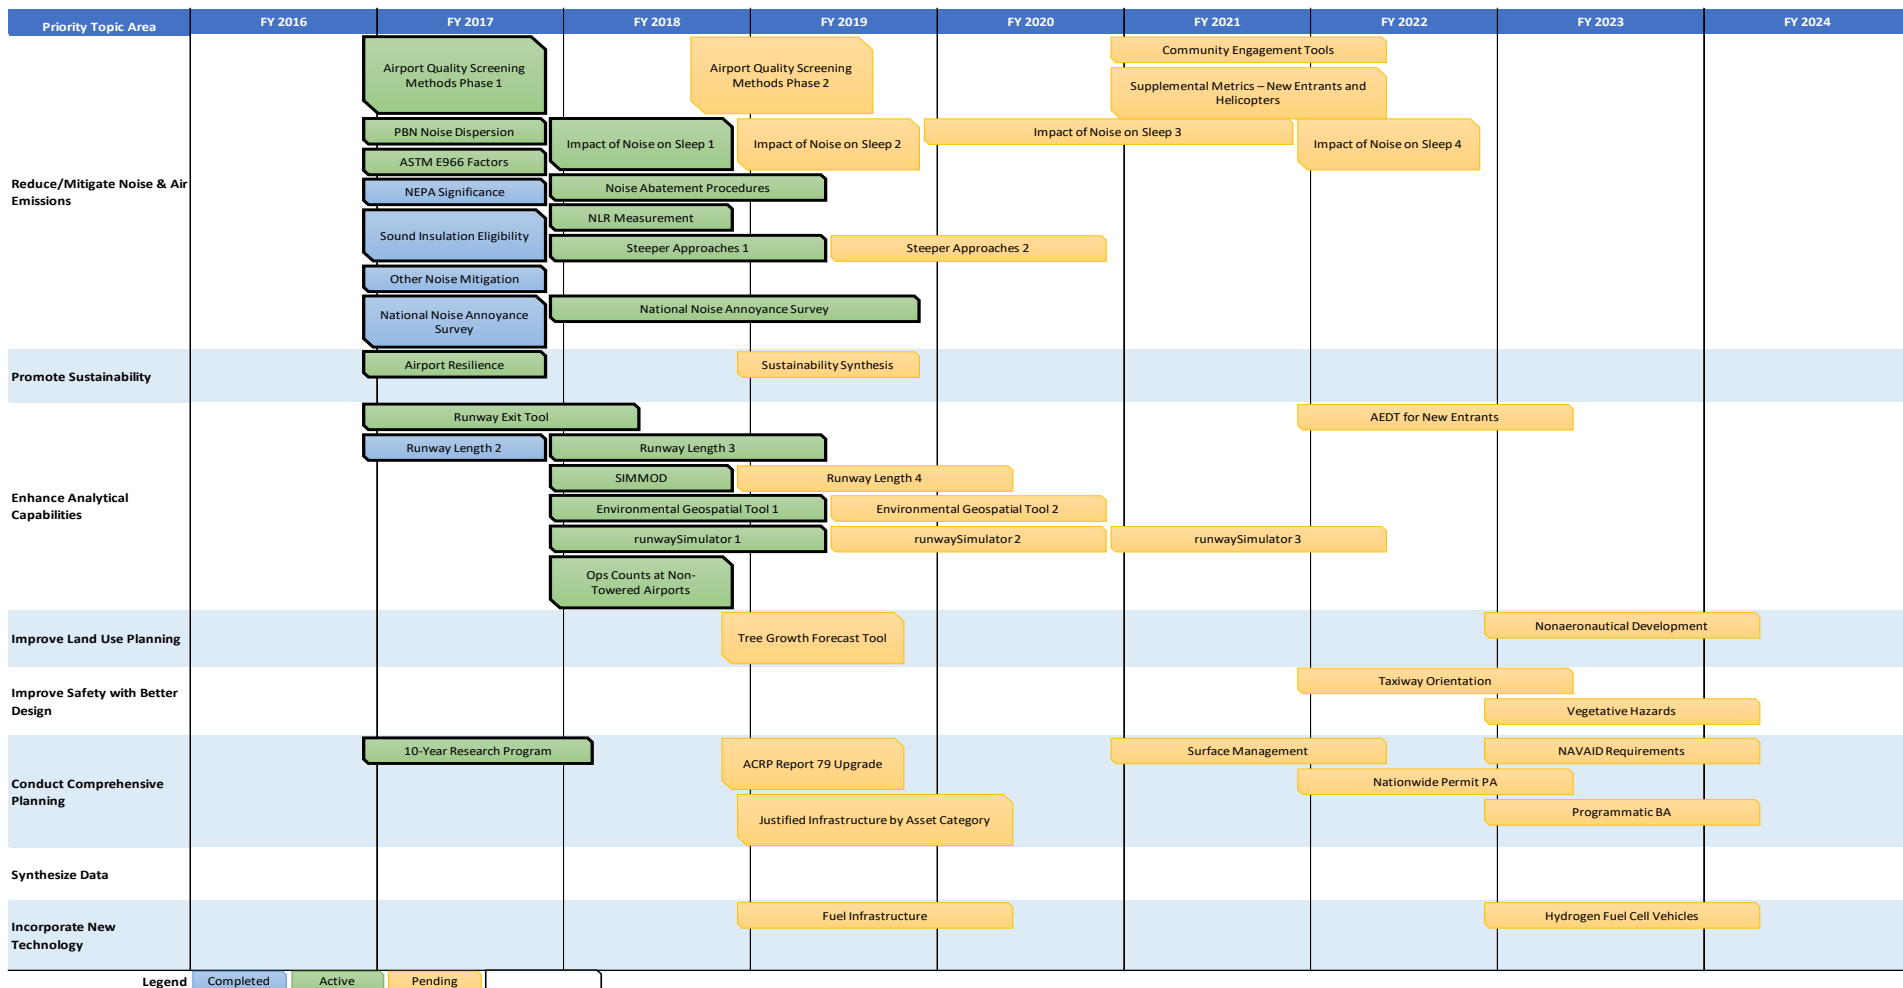 Priority Topic Area
FY 2016
FY 2017
FY 2018
FY 2019
FY 2020
FY 2021
FY 2022
FY 2023
FY 2024
Reduce/Mitigate Noise & Air
Emissions
Airport Quality Screening
Methods Phase 1
Airport Quality Screening
Methods Phase 2
Community Engagement Tools
Supplemental Metrics – New Entrants and
Helicopters
PBN Noise Dispersion
Impact of Noise on Sleep 1
Impact of Noise on Sleep 2
Impact of Noise on Sleep 3
Impact of Noise on Sleep 4
ASTM E966 Factors
NEPA Significance
Noise Abatement Procedures
Sound Insulation Eligibility
NLR Measurement
Steeper Approaches 1
Steeper Approaches 2
Other Noise Mitigation
National Noise Annoyance
Survey
National Noise Annoyance Survey
Promote Sustainability
Airport Resilience
Sustainability Synthesis
Enhance Analytical
Capabilities
Runway Exit Tool
AEDT for New Entrants
Runway Length 2
Runway Length 3
SIMMOD
Runway Length 4
Environmental Geospatial Tool 1
Environmental Geospatial Tool 2
runwaySimulator 1
runwaySimulator 2
runwaySimulator 3
Ops Counts at Non-
Towered Airports
Improve Land Use Planning
Tree Growth Forecast Tool
Nonaeronautical Development
Improve Safety with Better
Design
Taxiway Orientation
Vegetative Hazards
Conduct Comprehensive
Planning
10-Year Research Program
ACRP Report 79 Upgrade
Surface Management
NAVAID Requirements
Nationwide Permit PA
Justified Infrastructure by Asset Category
Programmatic BA
Synthesize Data
Incorporate New
Technology
Fuel Infrastructure
Hydrogen Fuel Cell Vehicles
Legend
Completed
Active
Pending